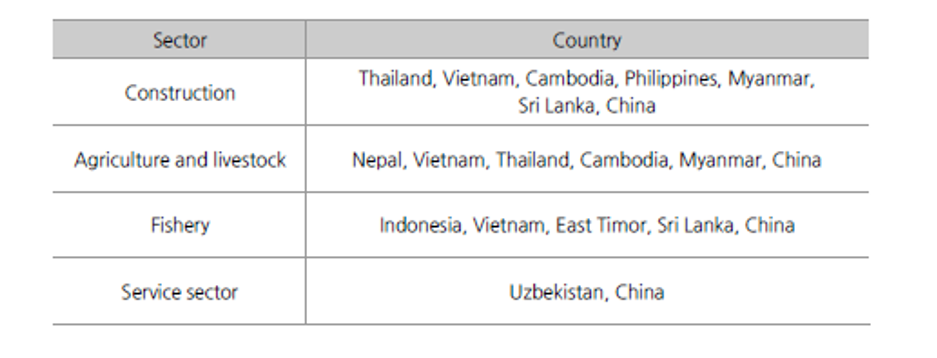 Sector Country
Construction Thailand, Vietnam, Cambodia, Philippines, Myanmar,
Sri Lanka, China
Agriculture and livestock Nepal, Vietnam, Thailand, Cambodia, Myanmar, China
Fishery Indonesia, Vietnam, East Timor, Sri Lanka, China
Service sector Uzbekistan, China